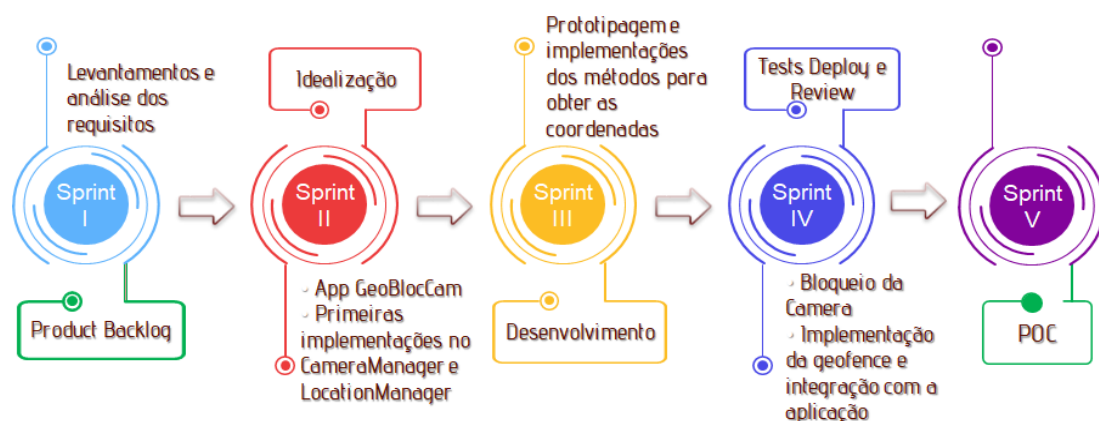 Levantamentos e
análise dos
requisitos
Sprint
I
Product Backlog
Idealização
Sprint
II
• App GeoBlocCam
• Primeiras
implementações no
CameraManager e
LocationManager
Prototipagem e
implementações
dos métodos para
obter as
coordenadas
Sprint
III
Desenvolvimento
Tests Deploy e
Review
Sprint
IV
• Bloqueio da
Camera
• Implementação
da geofence e
integração com a
aplicação
Sprint
V
POC